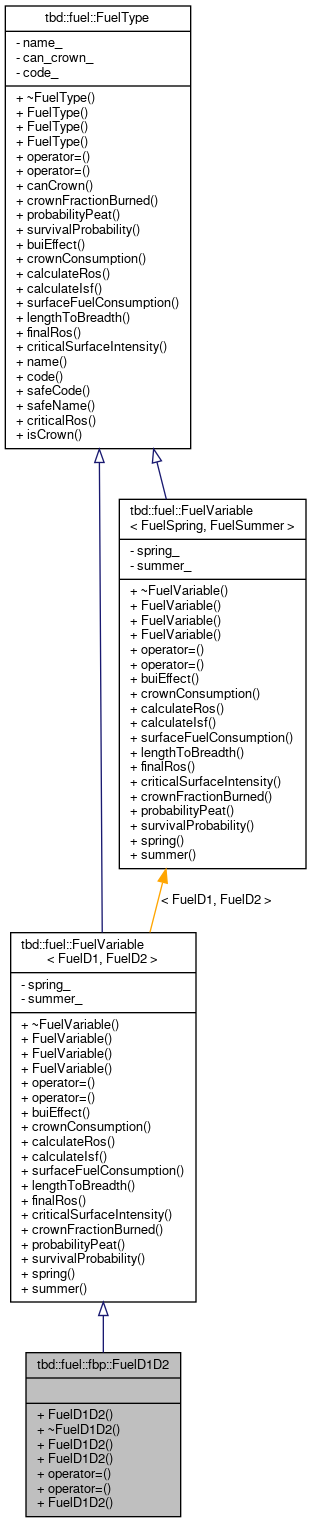 tbd::fuel::FuelType
- name_
- can_crown_
- code_
+ ~FuelType()
+ FuelType()
+ FuelType()
+ FuelType()
+ operator=()
+ operator=()
+ canCrown()
+ crownFractionBurned()
+ probabilityPeat()
+ survivalProbability()
+ buiEffect()
+ crownConsumption()
+ calculateRos()
+ calculateIsf()
+ surfaceFuelConsumption()
+ lengthToBreadth()
+ finalRos()
+ criticalSurfaceIntensity()
+ name()
+ code()
+ safeCode()
+ safeName()
+ criticalRos()
+ isCrown()
tbd::fuel::FuelVariable
< FuelSpring, FuelSummer >
- spring_
- summer_
+ ~FuelVariable()
+ FuelVariable()
+ FuelVariable()
+ FuelVariable()
+ operator=()
+ operator=()
+ buiEffect()
+ crownConsumption()
+ calculateRos()
+ calculateIsf()
+ surfaceFuelConsumption()
+ lengthToBreadth()
+ finalRos()
+ criticalSurfaceIntensity()
+ crownFractionBurned()
+ probabilityPeat()
+ survivalProbability()
+ spring()
+ summer()
< FuelD1, FuelD2 >
tbd::fuel::FuelVariable
< FuelD1, FuelD2 >
- spring_
- summer_
+ ~FuelVariable()
+ FuelVariable()
+ FuelVariable()
+ FuelVariable()
+ operator=()
+ operator=()
+ buiEffect()
+ crownConsumption()
+ calculateRos()
+ calculateIsf()
+ surfaceFuelConsumption()
+ lengthToBreadth()
+ finalRos()
+ criticalSurfaceIntensity()
+ crownFractionBurned()
+ probabilityPeat()
+ survivalProbability()
+ spring()
+ summer()
tbd::fuel::fbp::FuelD1D2
+ FuelD1D2()
+ ~FuelD1D2()
+ FuelD1D2()
+ FuelD1D2()
+ operator=()
+ operator=()
+ FuelD1D2()